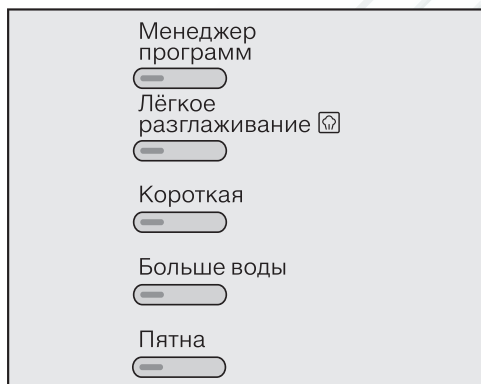 Менеджер
программ
Лёгкое
разглаживание
Короткая
Больше воды
Пятна